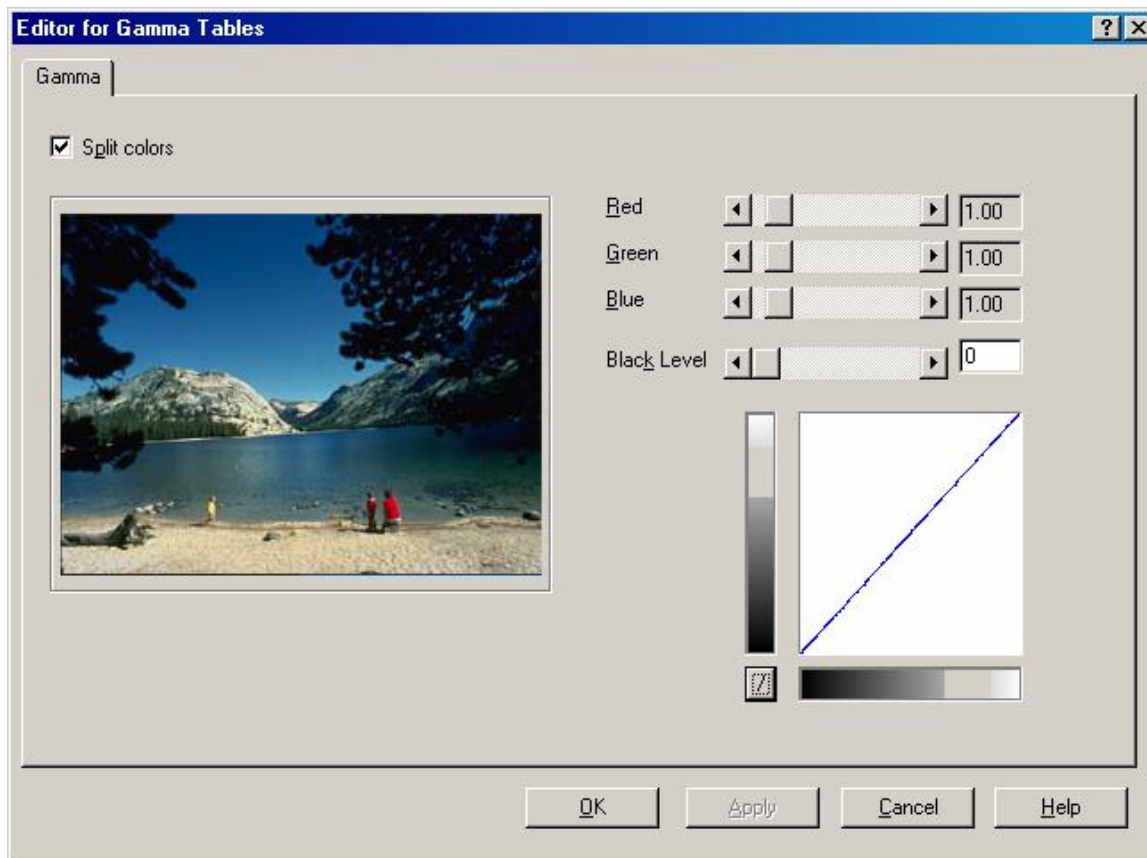 Editor for Gamma Tables
Gamma
Split colors
Red 1.00
Green 1.00
Blue 1.00
Black Level 0
OK Apply Cancel Help